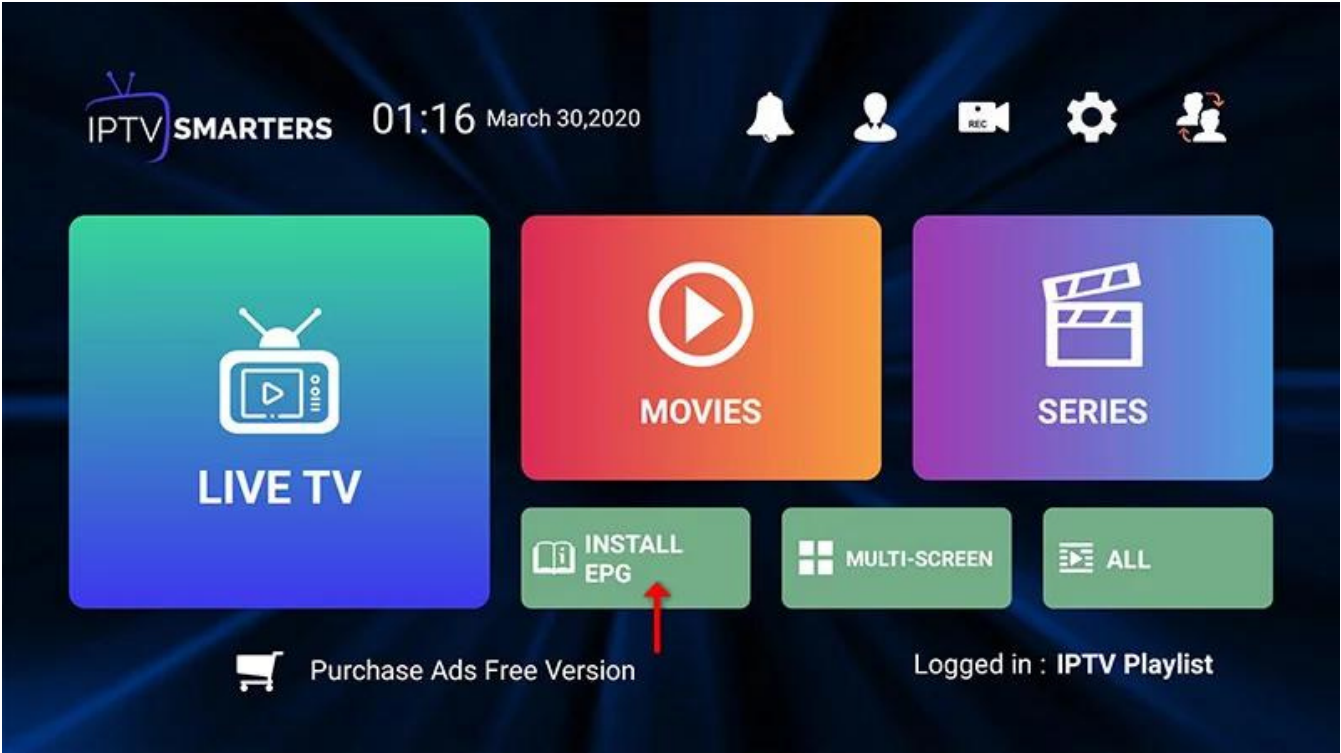 IPTV SMARTERS
01:16 March 30,2020
REC
LIVE TV
MOVIES
SERIES
INSTALL
EPG
MULTI-SCREEN
ALL
Purchase Ads Free Version
Logged in : IPTV Playlist